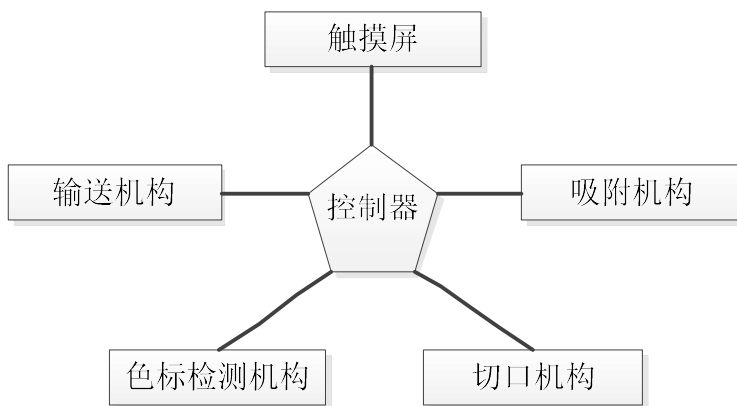 触摸屏
输送机构
吸附机构
控制器
色标检测机构
切口机构